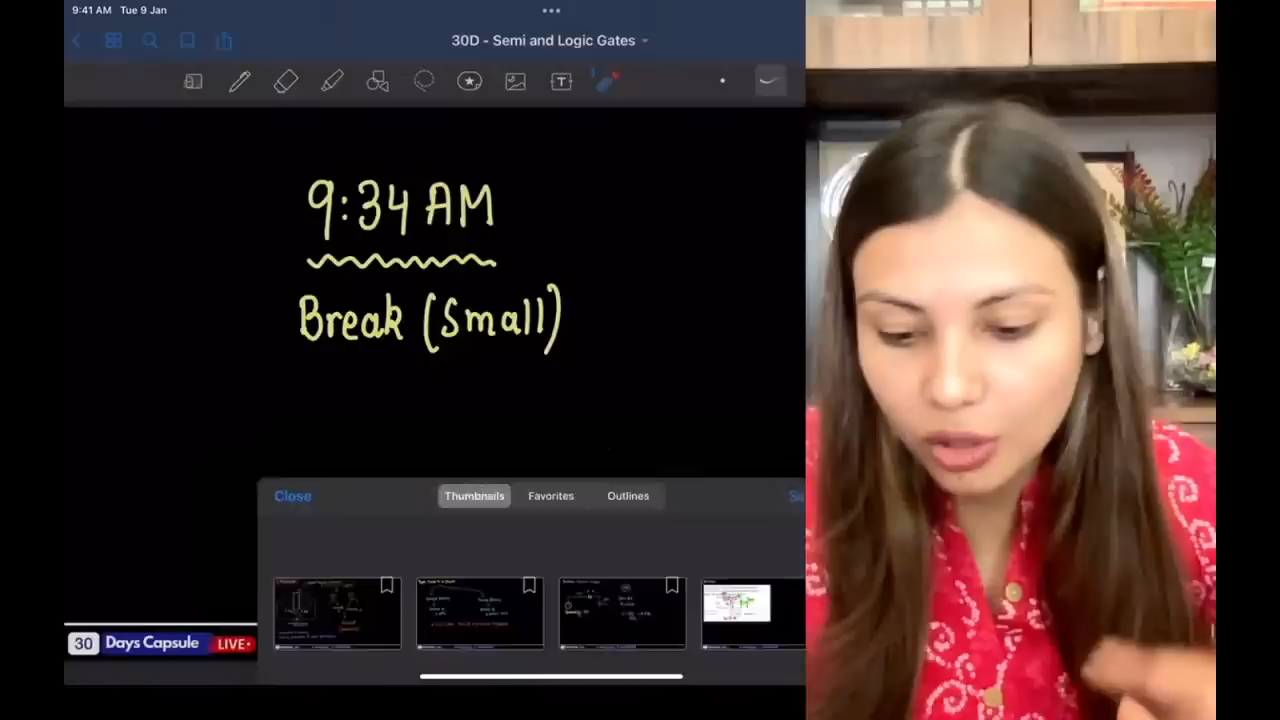 9:41 AM Tue 9 Jan
30D - Semi and Logic Gates
9:34 AM
Break (Small)
Close
Thumbnails
Favorites
Outlines
30 Days Capsule LIVE